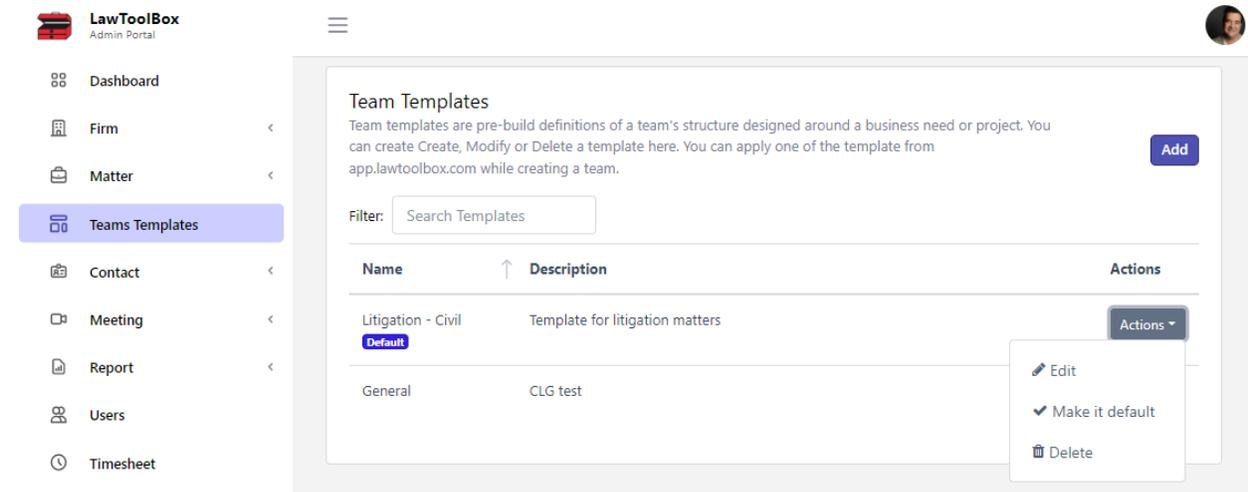 LawToolBox
Admin Portal
Dashboard
Firm
Matter
Teams Templates
Contact
Meeting
Report
Users
Timesheet
Team Templates
Team templates are pre-build definitions of a team's structure designed around a business need or project. You
can create Create, Modify or Delete a template here. You can apply one of the template from
app.lawtoolbox.com while creating a team.
Add
Filter: Search Templates
Name Description Actions
Litigation - Civil Template for litigation matters Actions
Default
General CLG test
Edit
Make it default
Delete